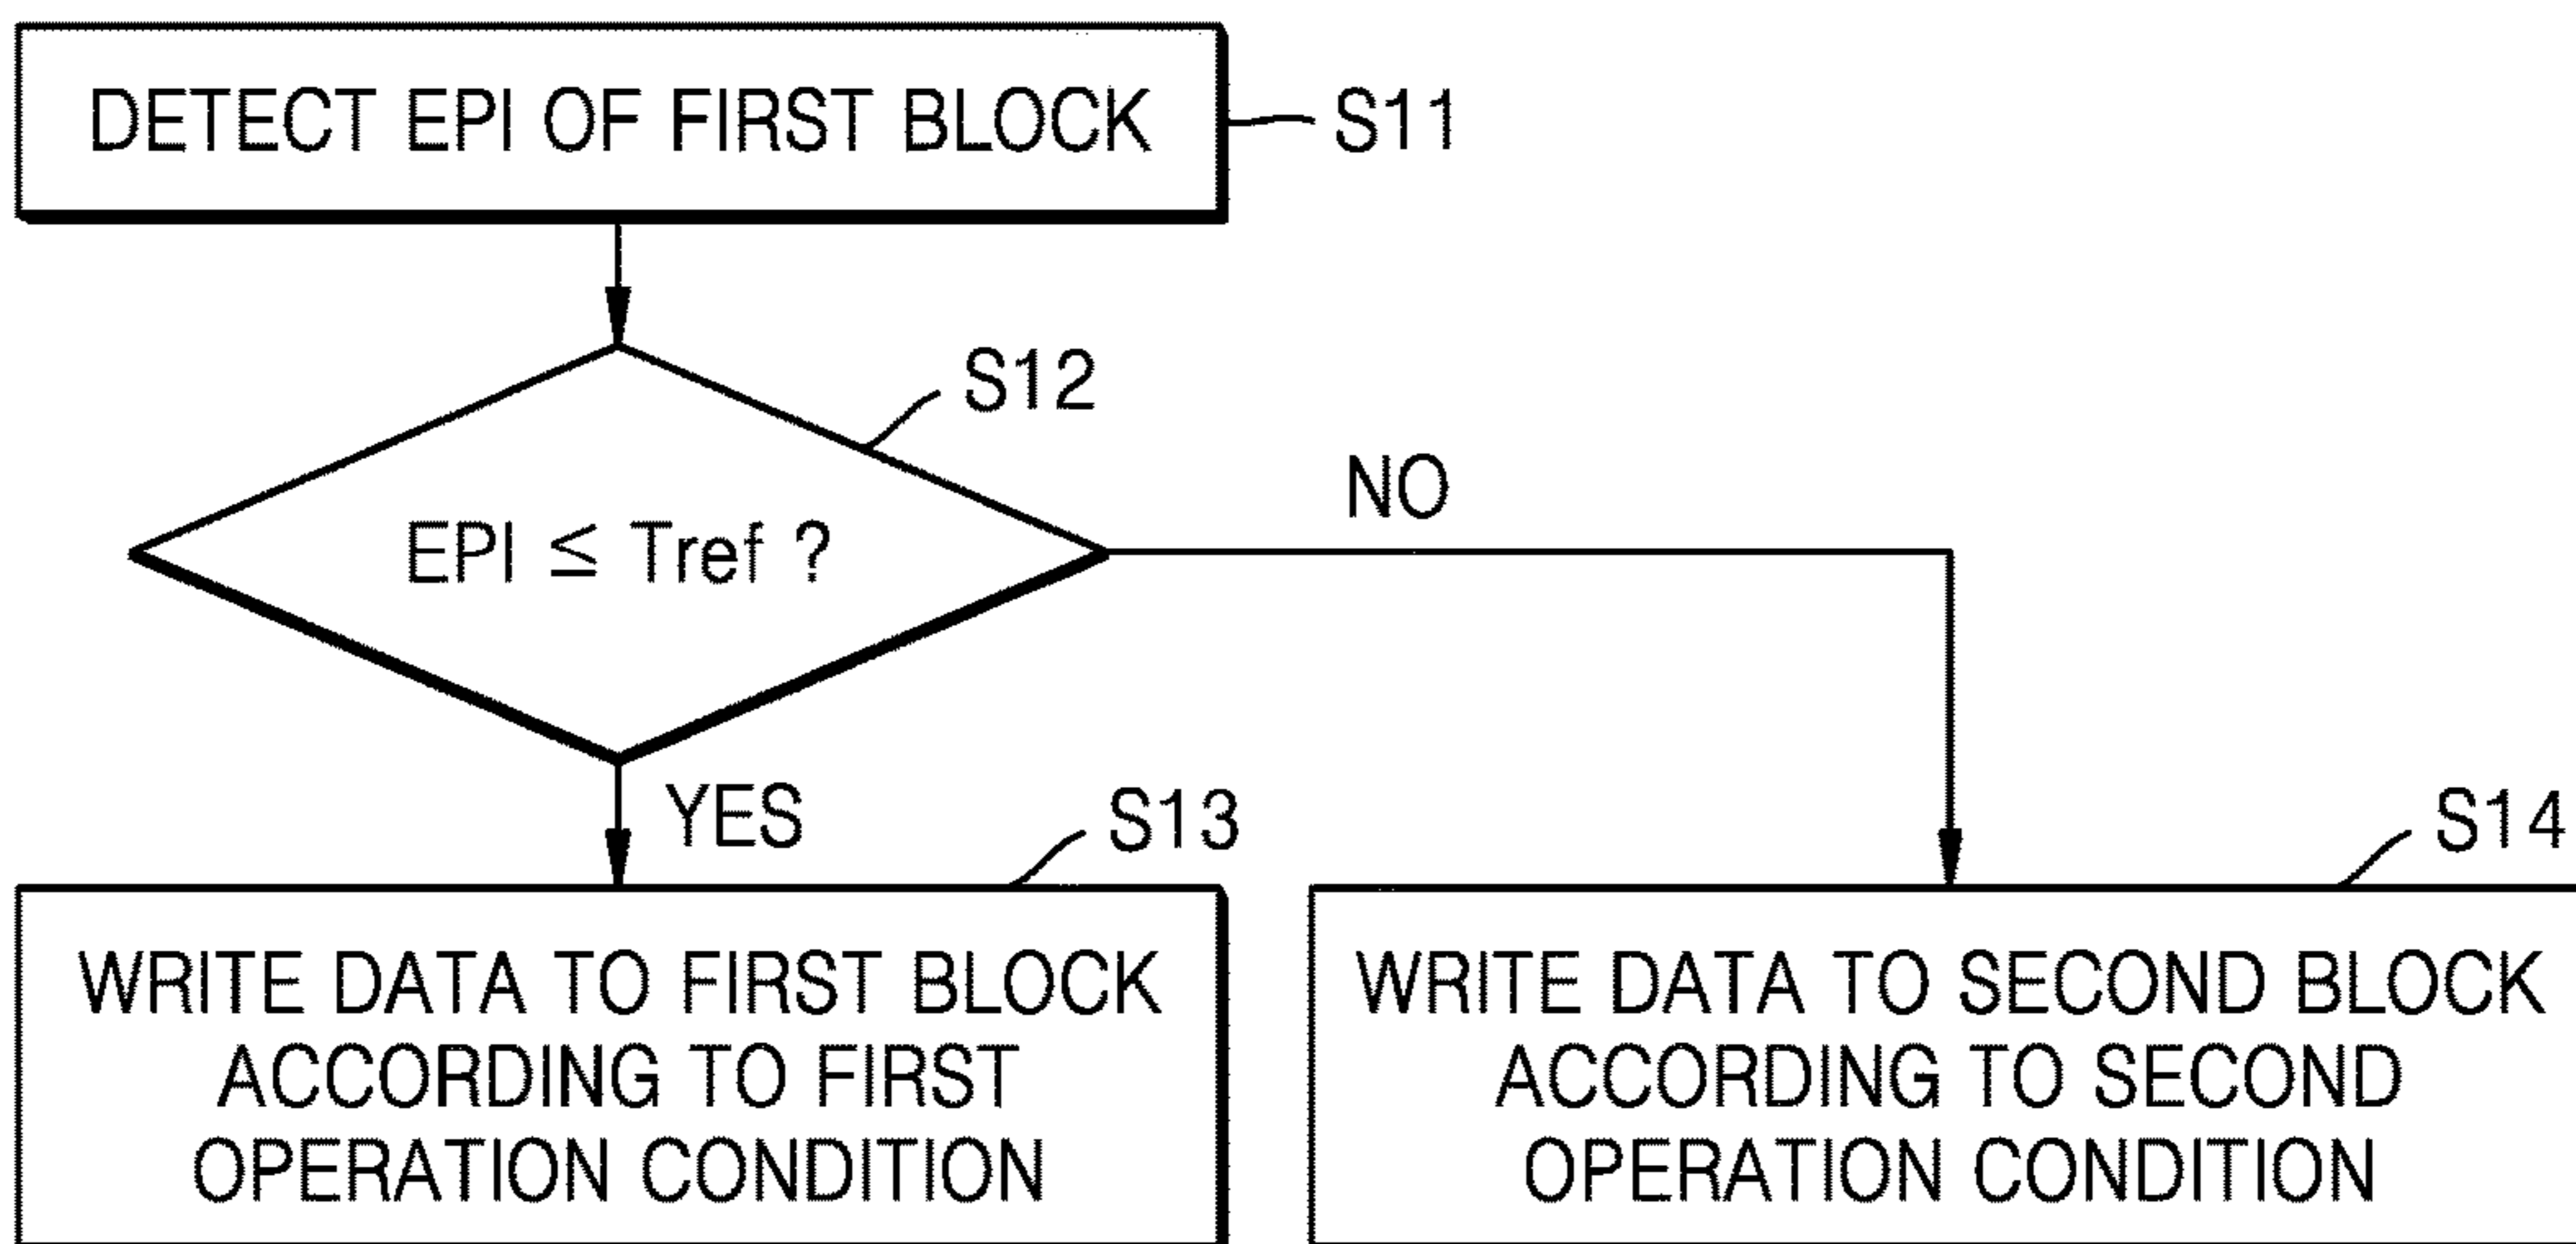 DETECT EPI OF FIRST BLOCK
S11
S12
EPI ≤ Tref ?
NO
YES
S13
S14
WRITE DATA TO FIRST BLOCK
ACCORDING TO FIRST
OPERATION CONDITION
WRITE DATA TO SECOND BLOCK
ACCORDING TO SECOND
OPERATION CONDITION